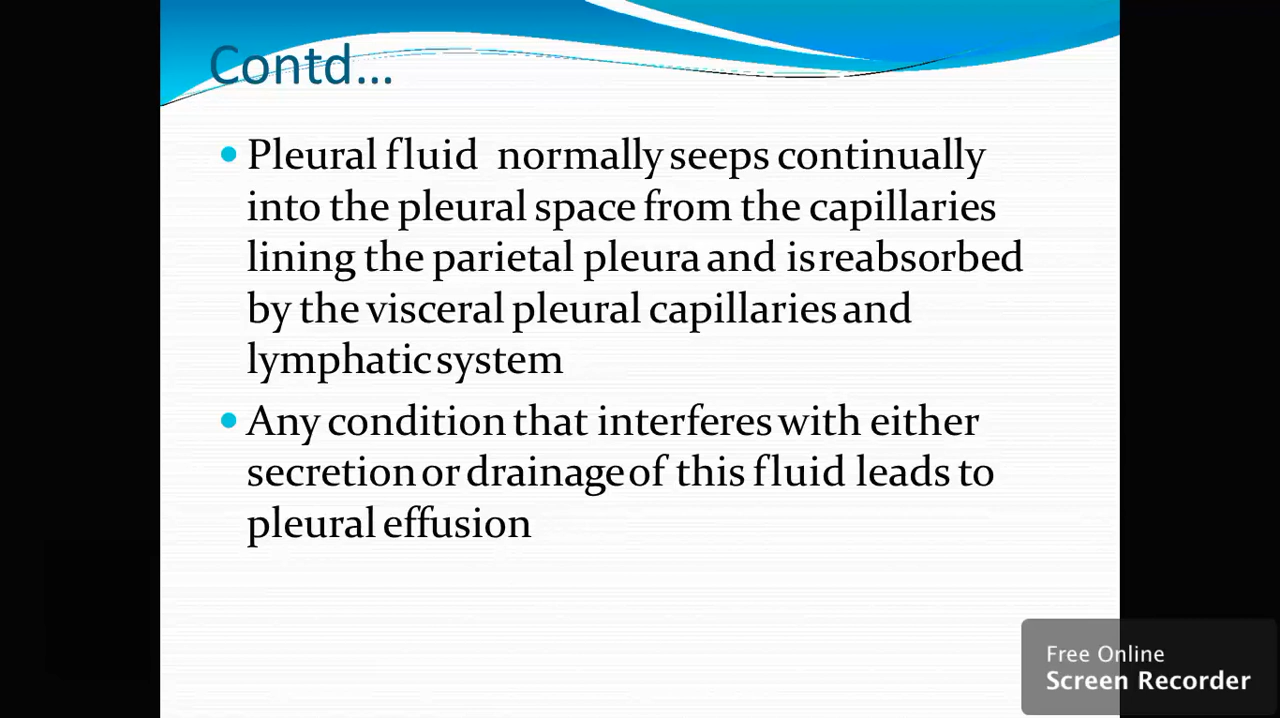 Contd...
Pleural fluid normally seeps continually
into the pleural space from the capillaries
lining the parietal pleura and is reabsorbed
by the visceral pleural capillaries and
lymphatic system
Any condition that interferes with either
secretion or drainage of this fluid leads to
pleural effusion
Free Online
Screen Recorder